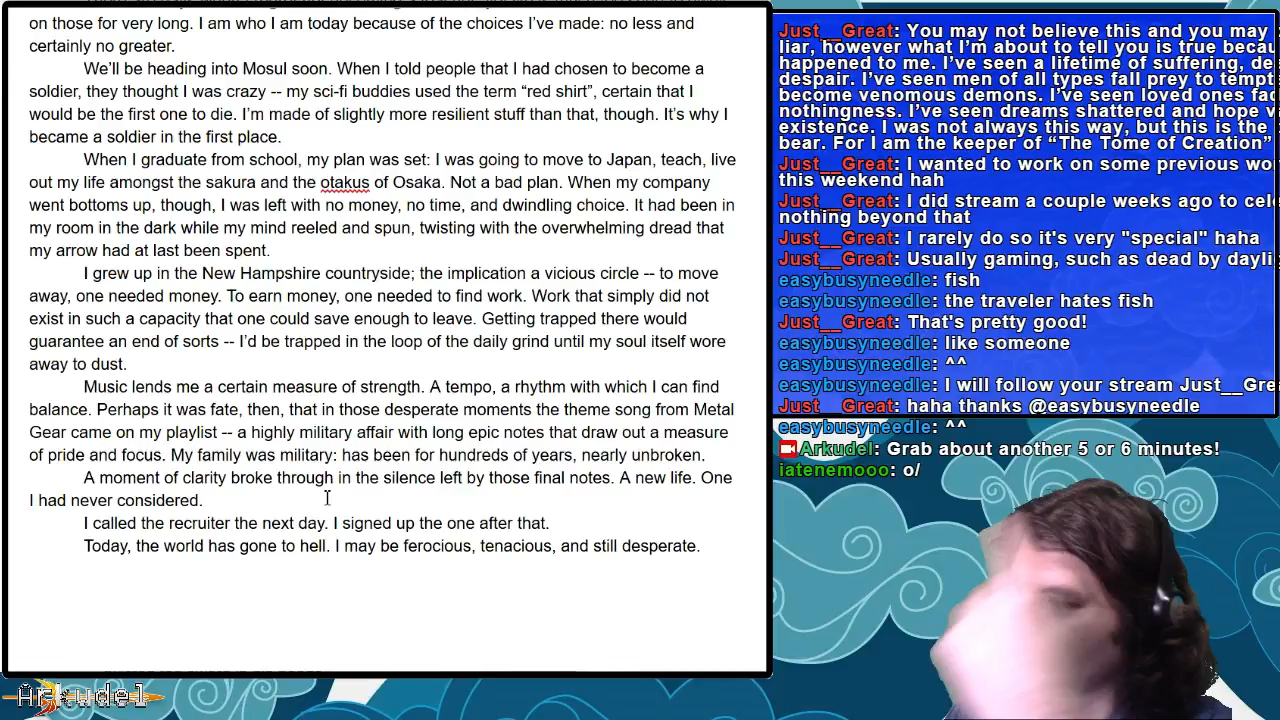 on those for very long. I am who I am today because of the choices I've made: no less and
certainly no greater.
We'll be heading into Mosul soon. When I told people that I had chosen to become a
soldier, they thought I was crazy -- my sci-fi buddies used the term “red shirt”, certain that I
would be the first one to die. I'm made of slightly more resilient stuff than that, though. It's why I
became a soldier in the first place.
When I graduate from school, my plan was set: I was going to move to Japan, teach, live
out my life amongst the sakura and the otakus of Osaka. Not a bad plan. When my company
went bottoms up, though, I was left with no money, no time, and dwindling choice. It had been in
my room in the dark while my mind reeled and spun, twisting with the overwhelming dread that
my arrow had at last been spent.
I grew up in the New Hampshire countryside; the implication a vicious circle -- to move
away, one needed money. To earn money, one needed to find work. Work that simply did not
exist in such a capacity that one could save enough to leave. Getting trapped there would
guarantee an end of sorts -- I'd be trapped in the loop of the daily grind until my soul itself wore
away to dust.
Music lends me a certain measure of strength. A tempo, a rhythm with which I can find
balance. Perhaps it was fate, then, that in those desperate moments the theme song from Metal
Gear came on my playlist -- a highly military affair with long epic notes that draw out a measure
of pride and focus. My family was military: has been for hundreds of years, nearly unbroken.
A moment of clarity broke through in the silence left by those final notes. A new life. One
I had never considered.
I called the recruiter the next day. I signed up the one after that.
Today, the world has gone to hell. I may be ferocious, tenacious, and still desperate.
Just__Great: You may not believe this and you may
liar, however what I'm about to tell you is true becau
happened to me. I've seen a lifetime of suffering, de
despair. I've seen men of all types fall prey to tempt
become venomous demons. I've seen loved ones fad
nothingness. I've seen dreams shattered and hope v
existence. I was not always this way, but this is the
bear. For I am the keeper of “The Tome of Creation”
Just__Great: I wanted to work on some previous wo
this weekend hah
Just__Great: I did stream a couple weeks ago to cel
nothing beyond that
Just__Great: I rarely do so it's very "special" haha
Just__Great: Usually gaming, such as dead by dayli
easybusyneedle: fish
easybusyneedle: the traveler hates fish
Just__Great: That's pretty good!
easybusyneedle: like someone
easybusyneedle: ^^
easybusyneedle: I will follow your stream Just__Gre
Just__Great: haha thanks @easybusyneedle
easybusyneedle: ^^
Arkudel: Grab about another 5 or 6 minutes!
iatenemooo: o/
Arkudel